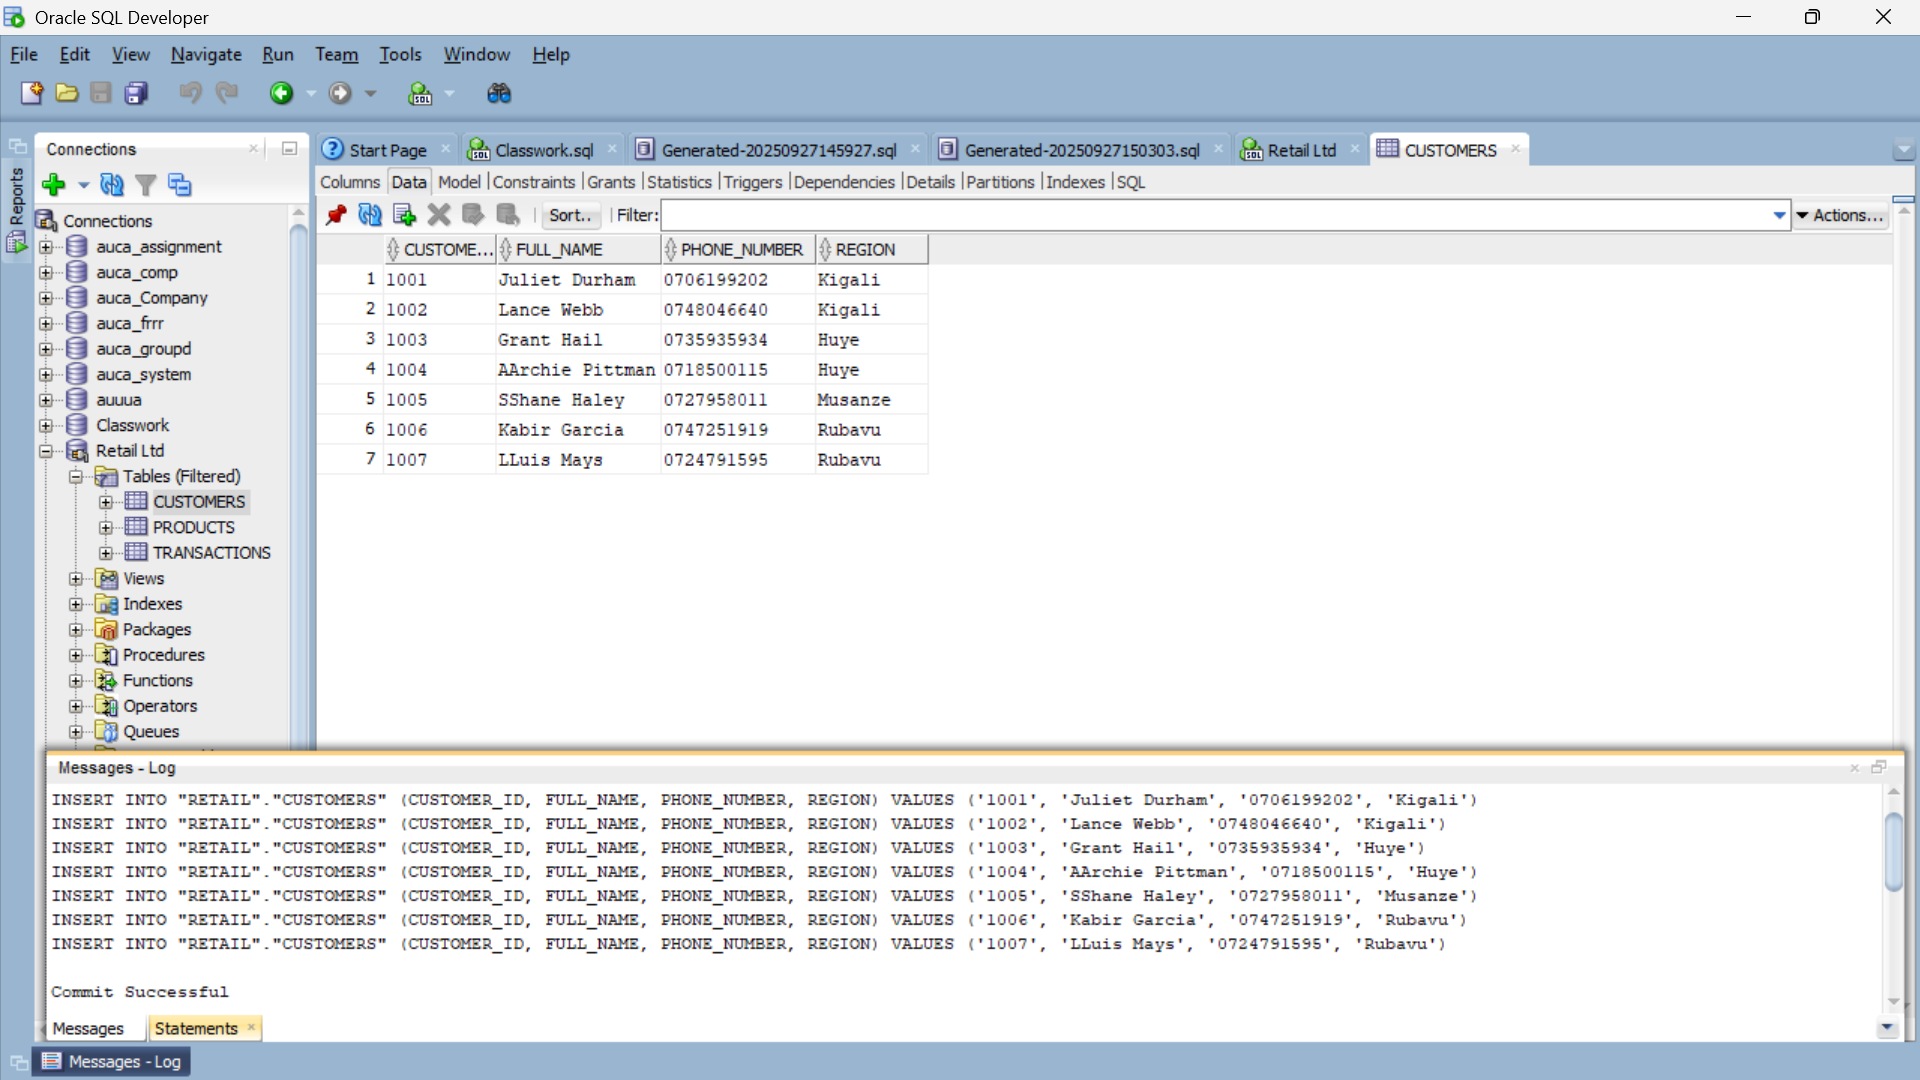 Oracle SQL Developer
File Edit View Navigate Run Team Tools Window Help
Reports
Connections
Start Page
Classwork.sql
Generated-20250927145927.sql
Generated-20250927150303.sql
Retail Ltd
CUSTOMERS
Columns Data Model Constraints Grants Statistics Triggers Dependencies Details Partitions Indexes SQL
Sort.. Filter: Actions...
Connections
auca_assignment
auca_comp
auca_Company
auca_frrr
auca_groupd
auca_system
auuua
Classwork
Retail Ltd
Tables (Filtered)
CUSTOMERS
PRODUCTS
TRANSACTIONS
Views
Indexes
Packages
Procedures
Functions
Operators
Queues
CUSTOME... FULL_NAME PHONE_NUMBER REGION
1 1001 Juliet Durham 0706199202 Kigali
2 1002 Lance Webb 0748046640 Kigali
3 1003 Grant Hail 0735935934 Huye
4 1004 AArchie Pittman 0718500115 Huye
5 1005 SShane Haley 0727958011 Musanze
6 1006 Kabir Garcia 0747251919 Rubavu
7 1007 LLuis Mays 0724791595 Rubavu
Messages - Log
INSERT INTO "RETAIL"."CUSTOMERS" (CUSTOMER_ID, FULL_NAME, PHONE_NUMBER, REGION) VALUES ('1001', 'Juliet Durham', '0706199202', 'Kigali')
INSERT INTO "RETAIL"."CUSTOMERS" (CUSTOMER_ID, FULL_NAME, PHONE_NUMBER, REGION) VALUES ('1002', 'Lance Webb', '0748046640', 'Kigali')
INSERT INTO "RETAIL"."CUSTOMERS" (CUSTOMER_ID, FULL_NAME, PHONE_NUMBER, REGION) VALUES ('1003', 'Grant Hail', '0735935934', 'Huye')
INSERT INTO "RETAIL"."CUSTOMERS" (CUSTOMER_ID, FULL_NAME, PHONE_NUMBER, REGION) VALUES ('1004', 'AArchie Pittman', '0718500115', 'Huye')
INSERT INTO "RETAIL"."CUSTOMERS" (CUSTOMER_ID, FULL_NAME, PHONE_NUMBER, REGION) VALUES ('1005', 'SShane Haley', '0727958011', 'Musanze')
INSERT INTO "RETAIL"."CUSTOMERS" (CUSTOMER_ID, FULL_NAME, PHONE_NUMBER, REGION) VALUES ('1006', 'Kabir Garcia', '0747251919', 'Rubavu')
INSERT INTO "RETAIL"."CUSTOMERS" (CUSTOMER_ID, FULL_NAME, PHONE_NUMBER, REGION) VALUES ('1007', 'LLuis Mays', '0724791595', 'Rubavu')
Commit Successful
Messages Statements
Messages - Log